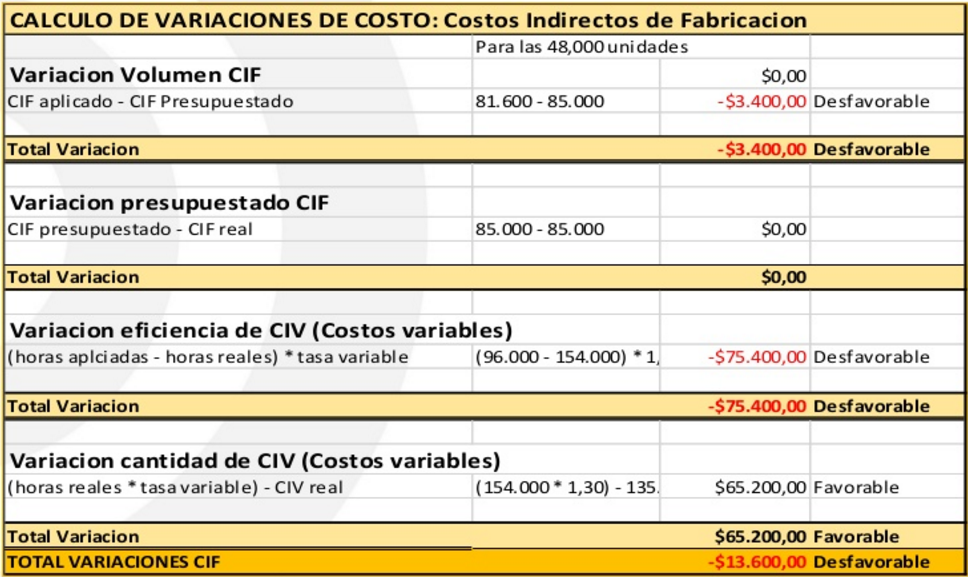 CALCULO DE VARIACIONES DE COSTO: Costos Indirectos de Fabricacion
Para las 48,000 unidades
Variacion Volumen CIF $0,00
CIF aplicado - CIF Presupuestado 81.600 - 85.000 -$3.400,00 Desfavorable
Total Variacion -$3.400,00 Desfavorable
Variacion presupuestado CIF
CIF presupuestado - CIF real 85.000 - 85.000 $0,00
Total Variacion $0,00
Variacion eficiencia de CIV (Costos variables)
(horas aplciadas - horas reales) * tasa variable (96.000 - 154.000) * 1, -$75.400,00 Desfavorable
Total Variacion -$75.400,00 Desfavorable
Variacion cantidad de CIV (Costos variables)
(horas reales * tasa variable) - CIV real (154.000 * 1,30) - 135. $65.200,00 Favorable
Total Variacion $65.200,00 Favorable
TOTAL VARIACIONES CIF -$13.600,00 Desfavorable